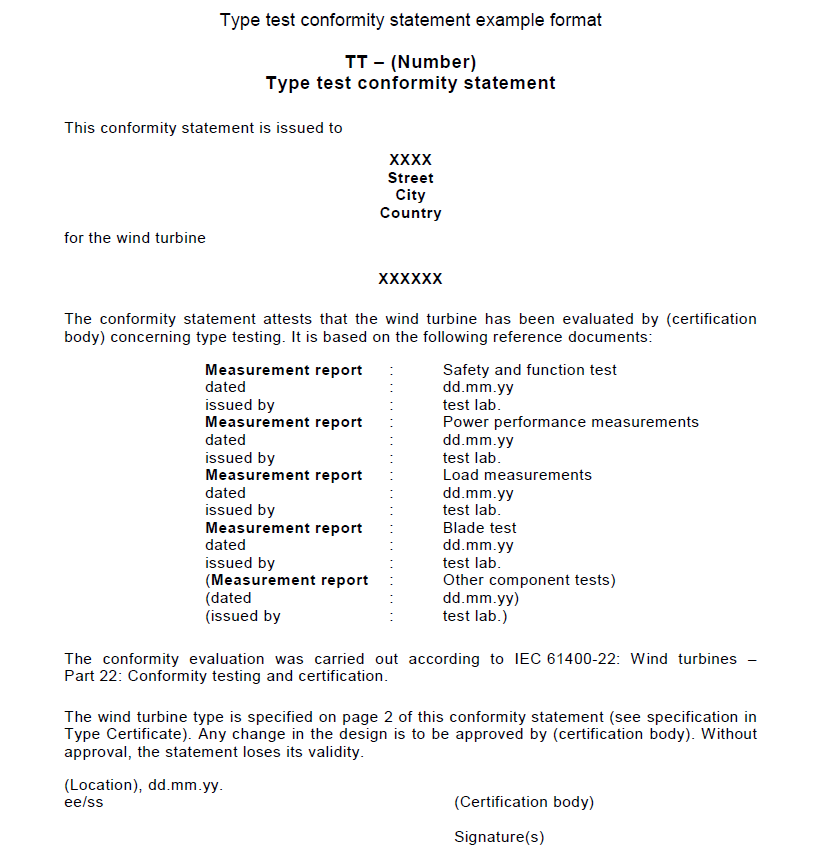 Type test conformity statement example format
TT – (Number)
Type test conformity statement
This conformity statement is issued to
XXXX
Street
City
Country
for the wind turbine
XXXXXX
The conformity statement attests that the wind turbine has been evaluated by (certification
body) concerning type testing. It is based on the following reference documents:
Measurement report : Safety and function test
dated : dd.mm.yy
issued by : test lab.
Measurement report : Power performance measurements
dated : dd.mm.yy
issued by : test lab.
Measurement report : Load measurements
dated : dd.mm.yy
issued by : test lab.
Measurement report : Blade test
dated : dd.mm.yy
issued by : test lab.
(Measurement report : Other component tests)
(dated : dd.mm.yy)
(issued by : test lab.)
The conformity evaluation was carried out according to IEC 61400-22: Wind turbines –
Part 22: Conformity testing and certification.
The wind turbine type is specified on page 2 of this conformity statement (see specification in
Type Certificate). Any change in the design is to be approved by (certification body). Without
approval, the statement loses its validity.
(Location), dd.mm.yy.
ee/ss (Certification body)
Signature(s)